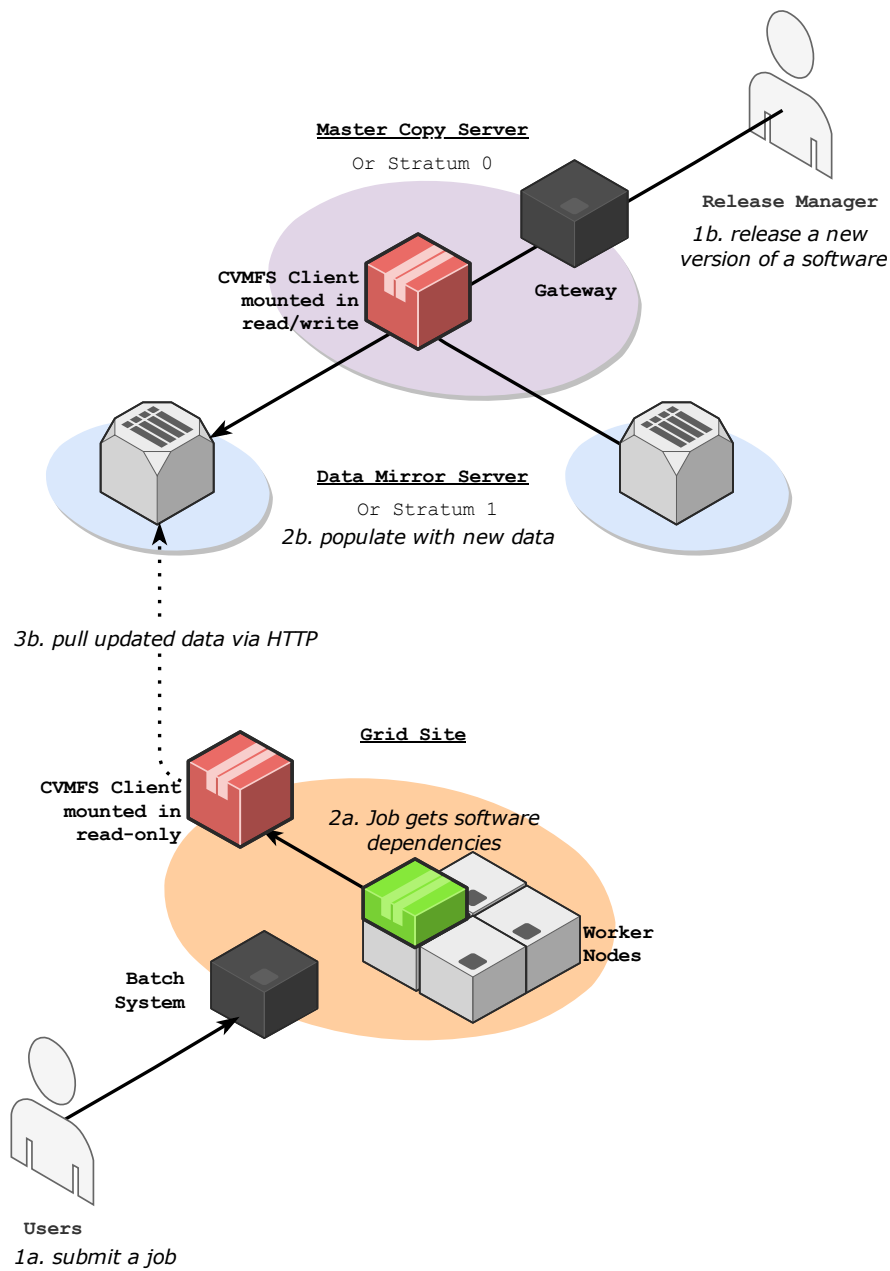 Master Copy Server
Or Stratum 0
Release Manager
1b. release a new
version of a software
CVMFS Client
mounted in
read/write
Gateway
Data Mirror Server
Or Stratum 1
2b. populate with new data
3b. pull updated data via HTTP
Grid Site
CVMFS Client
mounted in
read-only
2a. Job gets software
dependencies
Worker
Nodes
Batch
System
Users
1a. submit a job